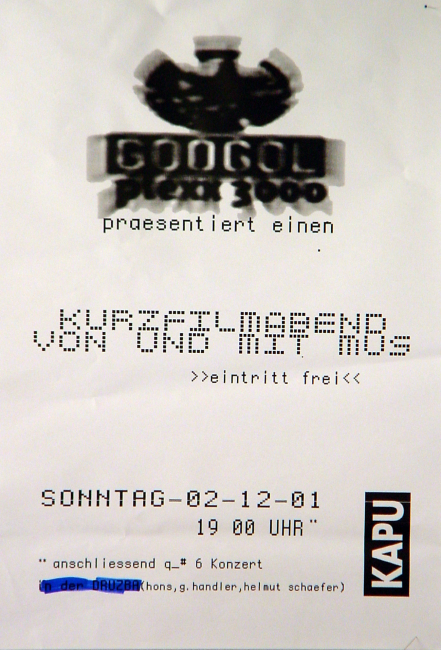 GOOGOL
plexx 3000
praesentiert einen
KURZFILMABEND
VON UND MIT MOS
>>eintritt frei<<
SONNTAG-02-12-01
19 00 UHR"
KAPU
" anschliessend q_# 6 Konzert
in der DRUZBA(hons,g.handler,helmut schaefer)